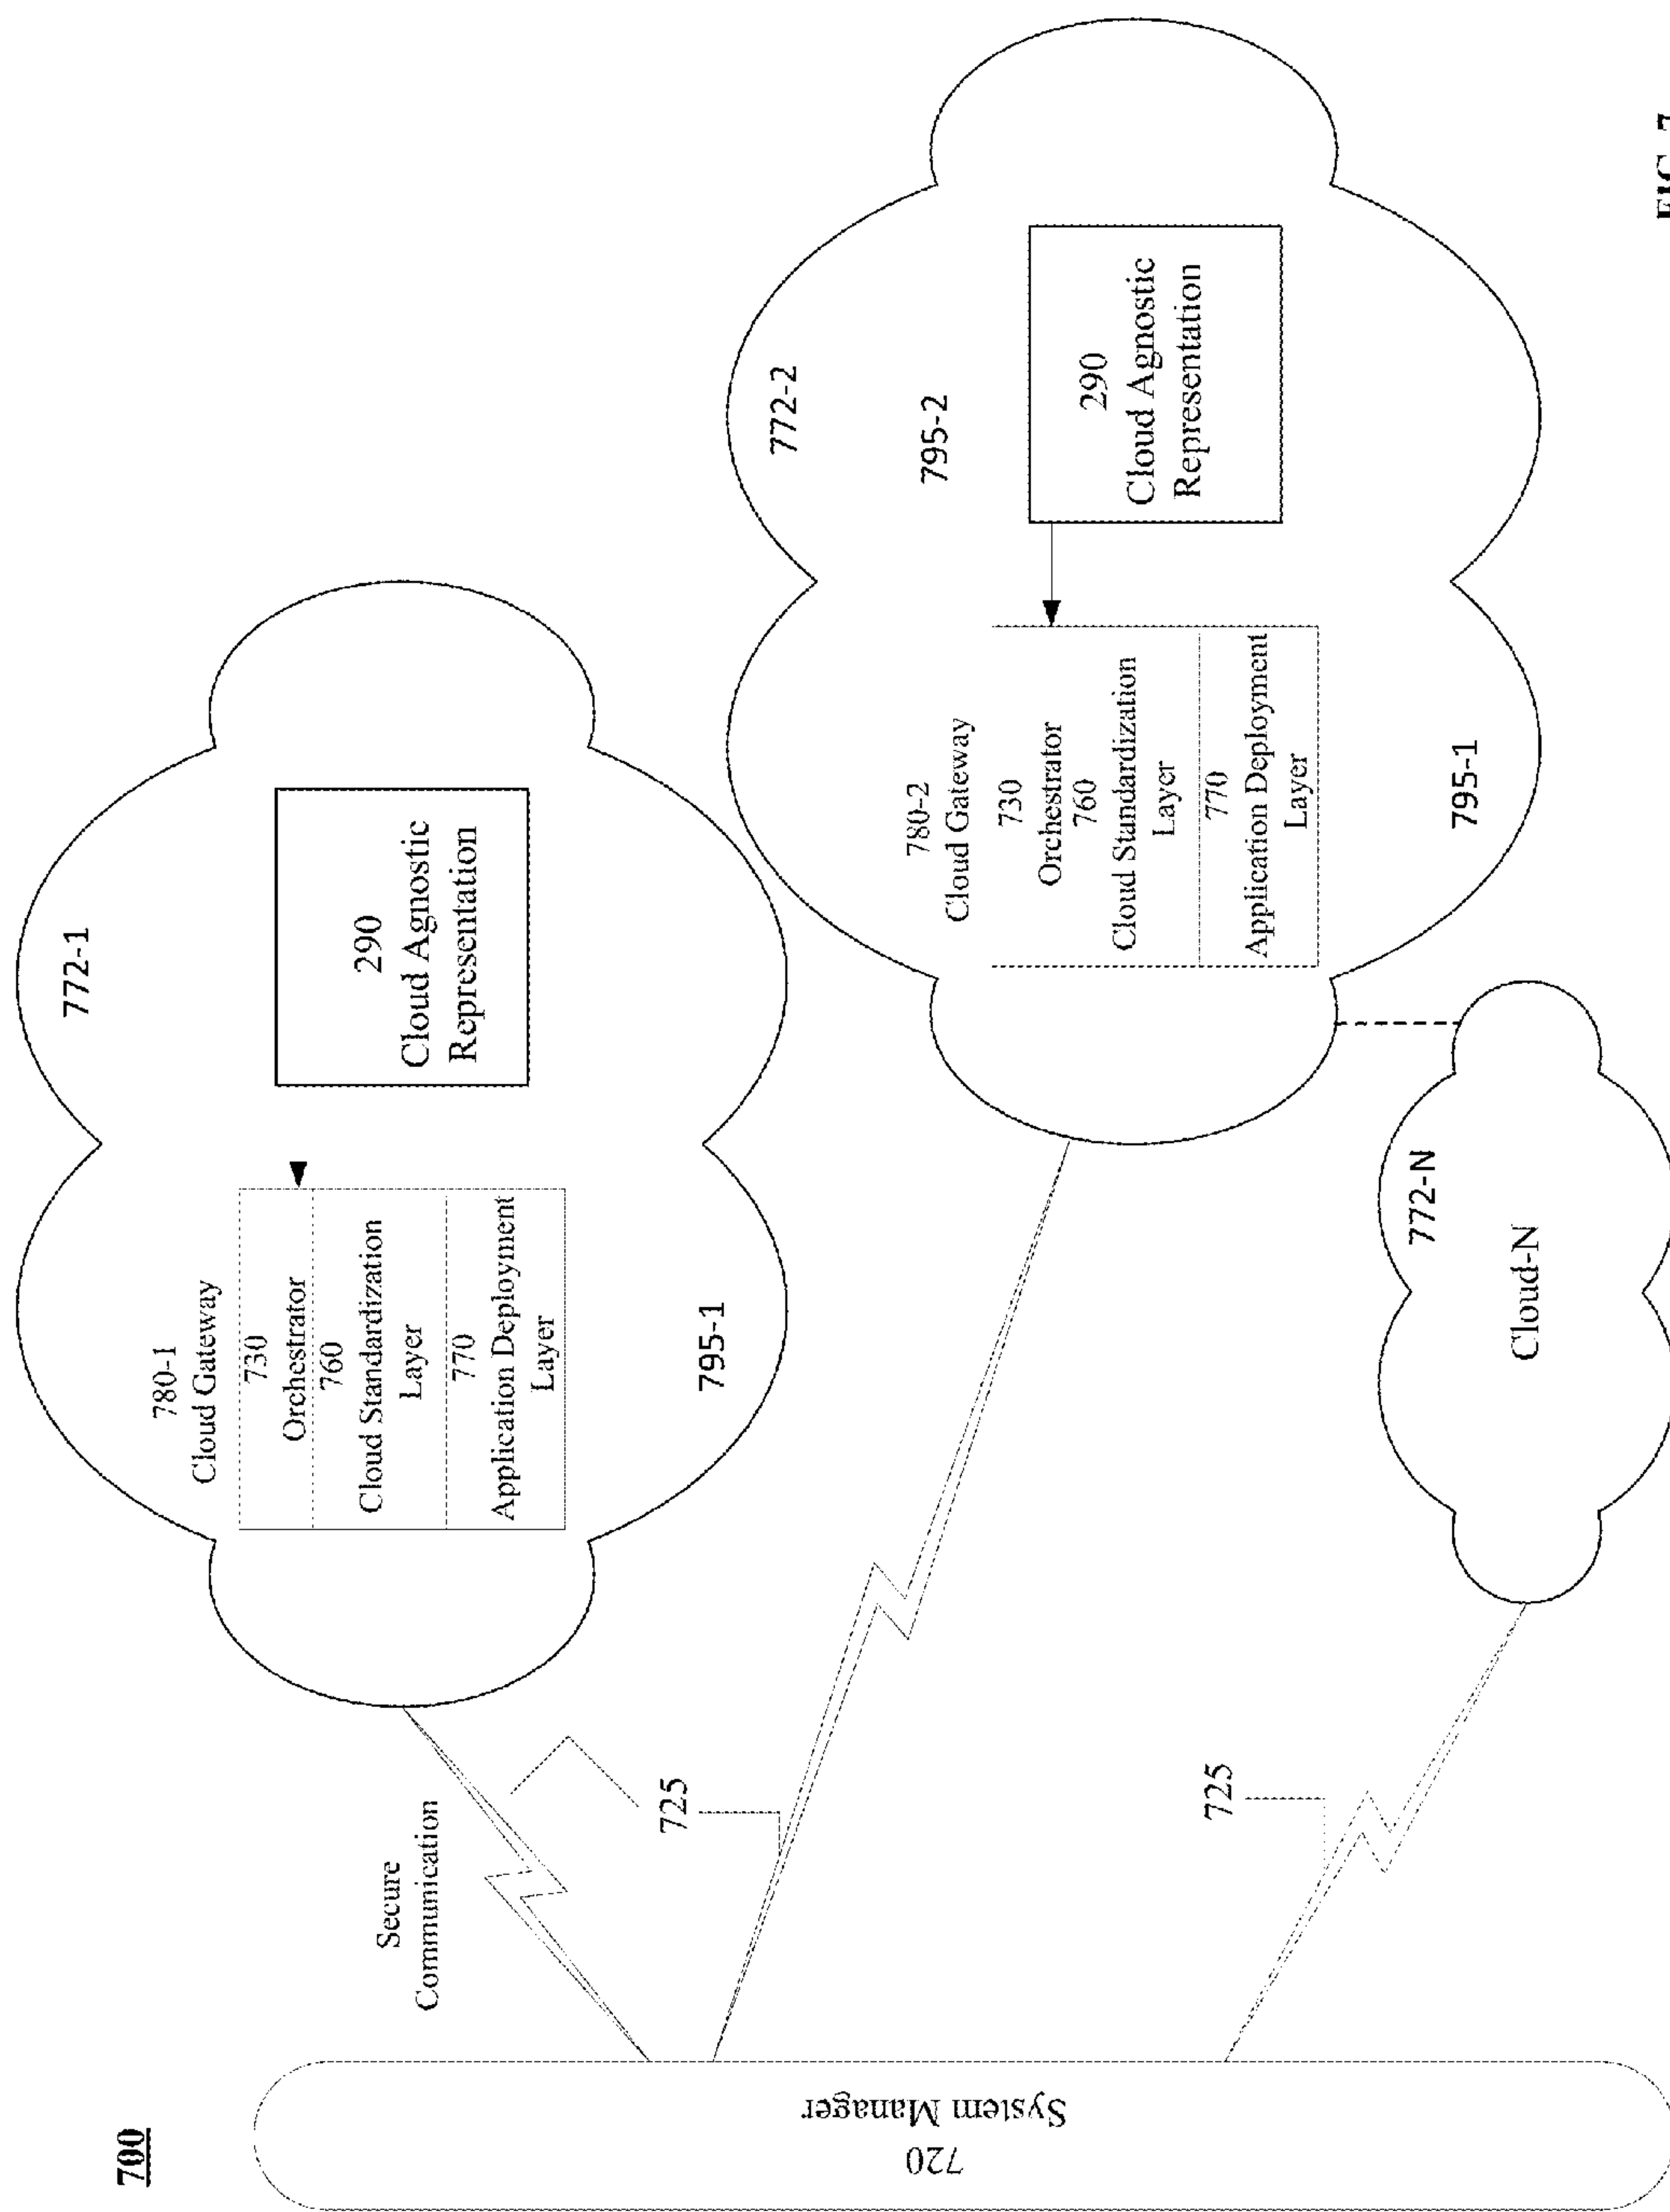 700
720
System Manager
Secure
Communication
725
725
772-1
780-1
Cloud Gateway
730
Orchestrator
760
Cloud Standardization
Layer
770
Application Deployment
Layer
290
Cloud Agnostic
Representation
795-1
772-2
795-2
780-2
Cloud Gateway
730
Orchestrator
760
Cloud Standardization
Layer
770
Application Deployment
Layer
290
Cloud Agnostic
Representation
795-1
772-N
Cloud-N
FIG. 7